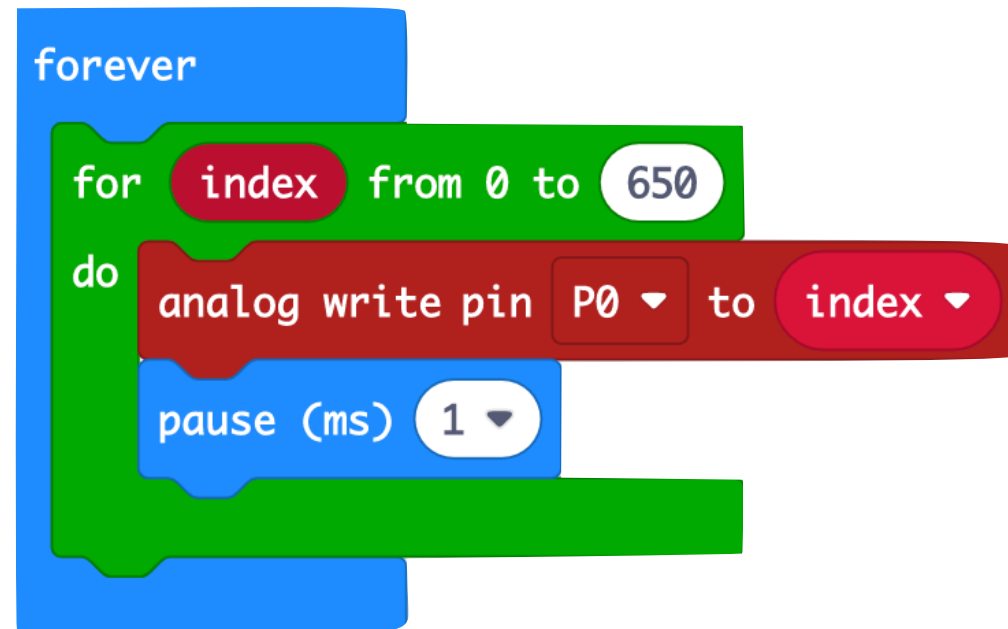 forever
for index from 0 to 650
do
analog write pin P0 to index
pause (ms) 1